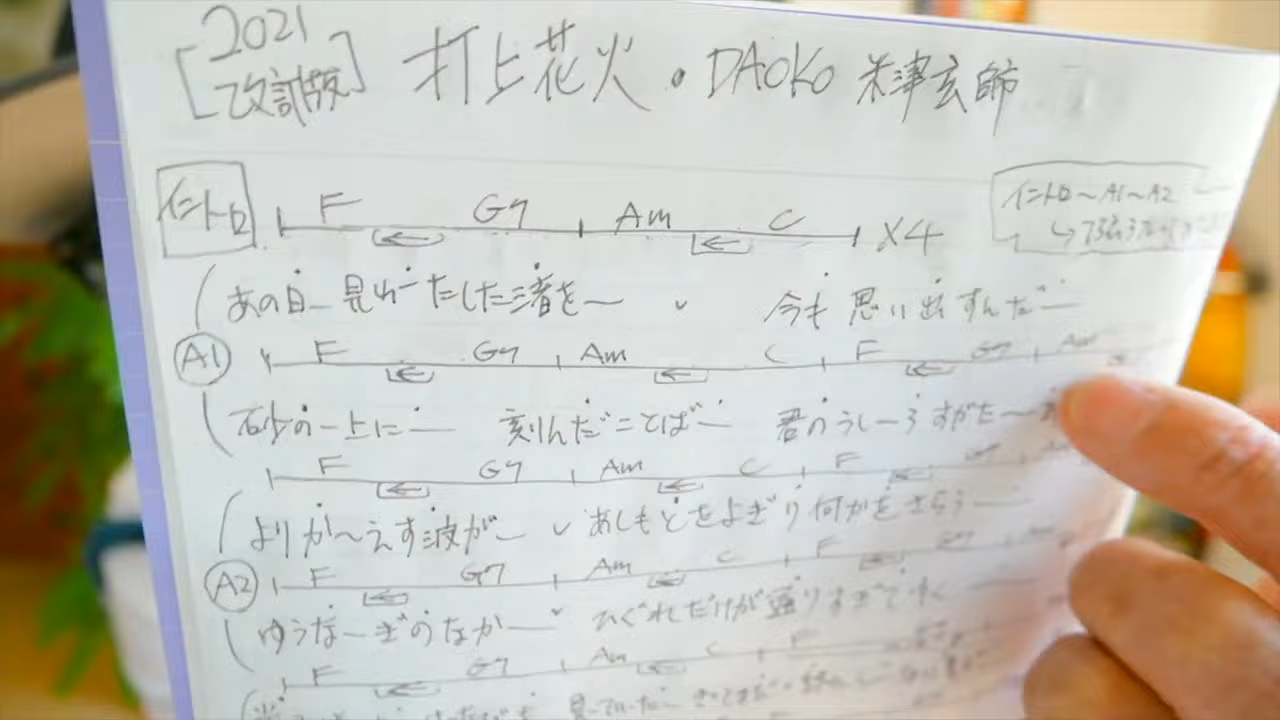 [2021 改訂版] 打上花火・DAOKO 米津玄師
イントロ F G7 Am C ×4
イントロ〜A1〜A2
あの日 見わたした渚を〜 今も思い出すんだ
A1 F G7 Am C F G7 Am
砂の上に 刻んだことば 君のうしーろすがた〜
F G7 Am C F G7
よりか〜えす波が あしもとをよぎり何かをさらう
A2 F G7 Am C F G7
ゆうなーぎのなか ひぐれだけが通りすぎてゆく
F G7 Am C F